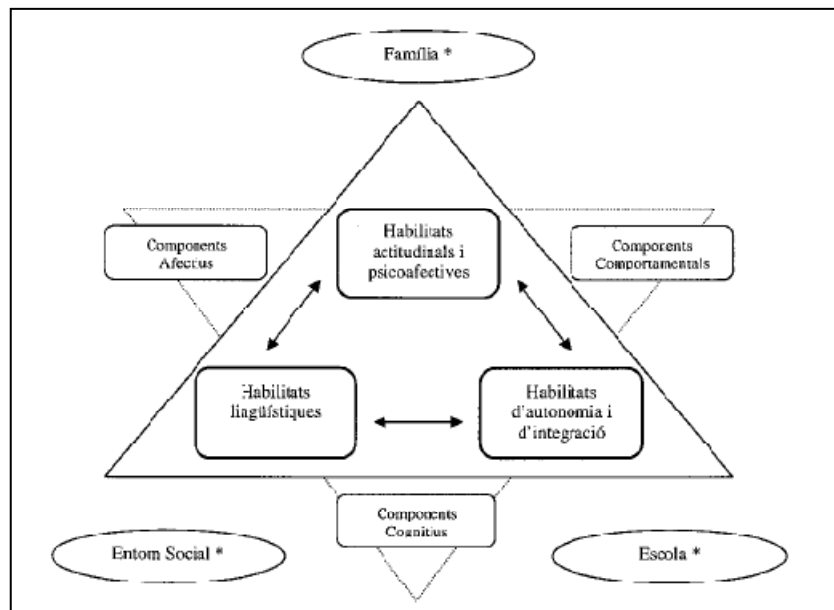 Família *
Habilitats
actitudinals i
psicoafectives
Components
Afectius
Components
Comportamentals
Habilitats
lingüístiques
Habilitats
d'autonomia i
d'integració
Components
Cognitius
Entorn Social *
Escola *